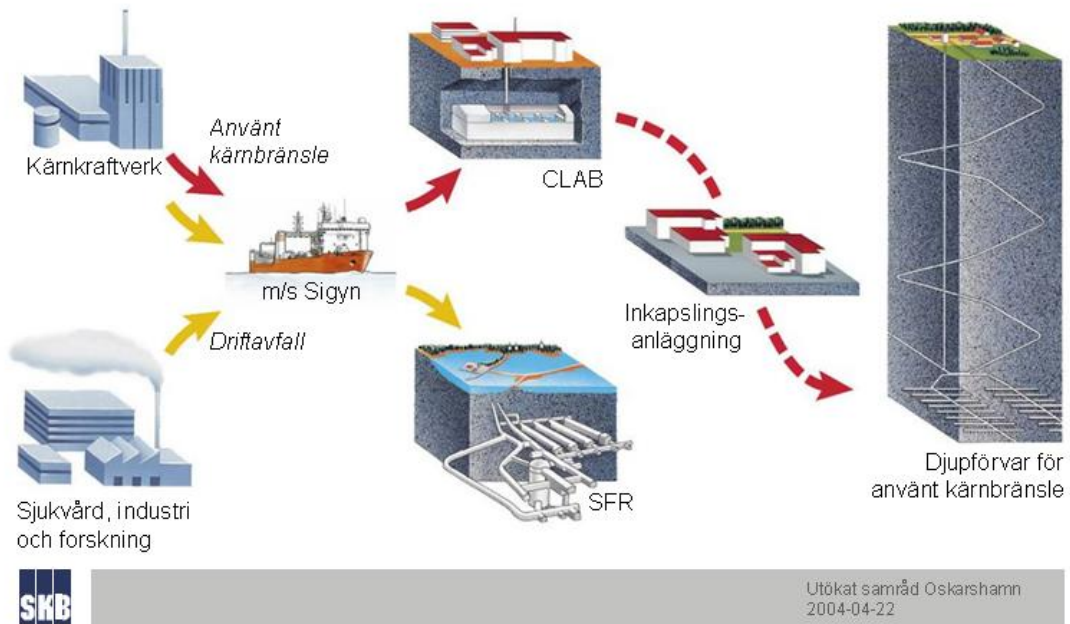 Kärnkraftverk
Använt
kärnbränsle
m/s Sigyn
CLAB
Driftavfall
Sjukvård, industri
och forskning
SFR
Inkapslings-
anläggning
Djupförvar för
använt kärnbränsle
SKB
Utökat samråd Oskarshamn
2004-04-22